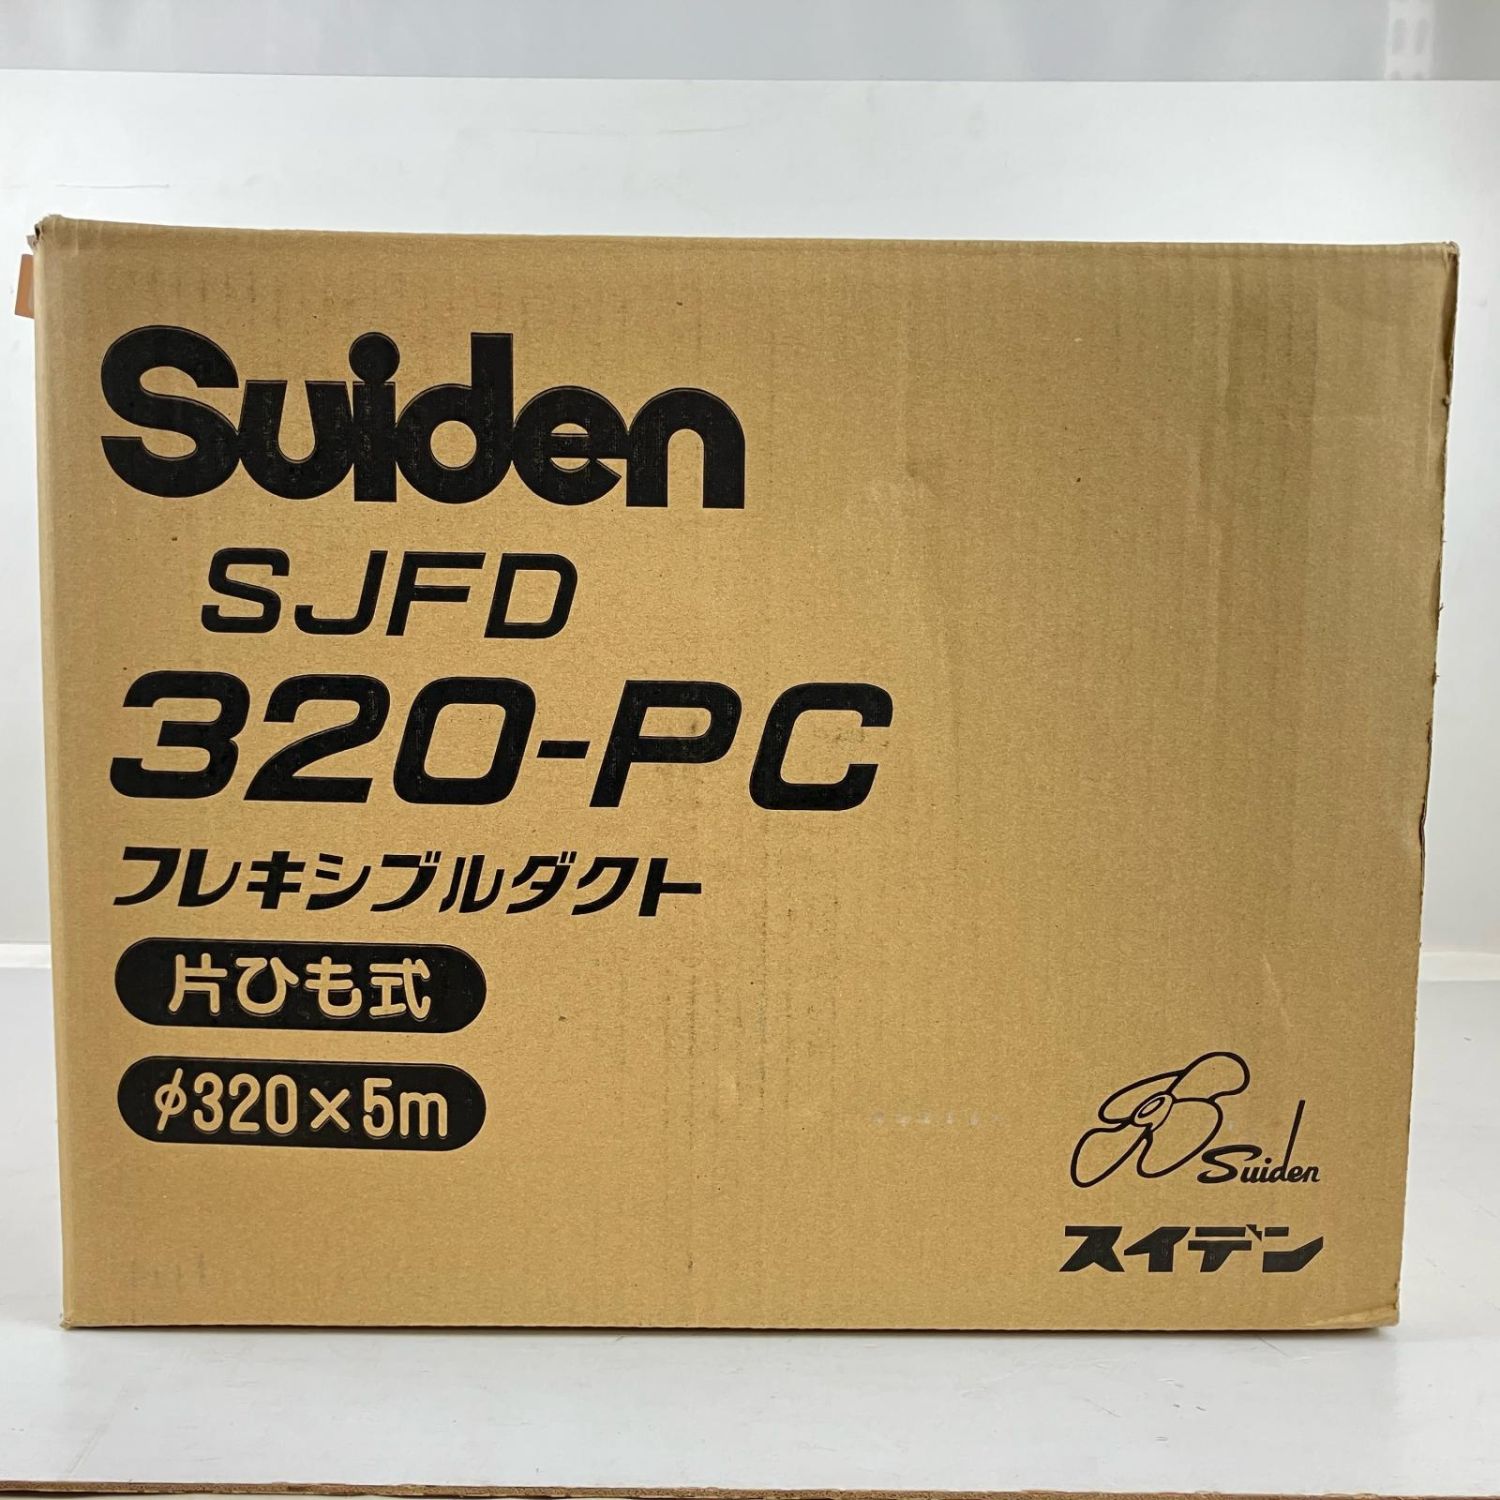 Suiden
SJFD
320-PC
フレキシブルダクト
片ひも式
φ320×5m
Suiden
スイデン